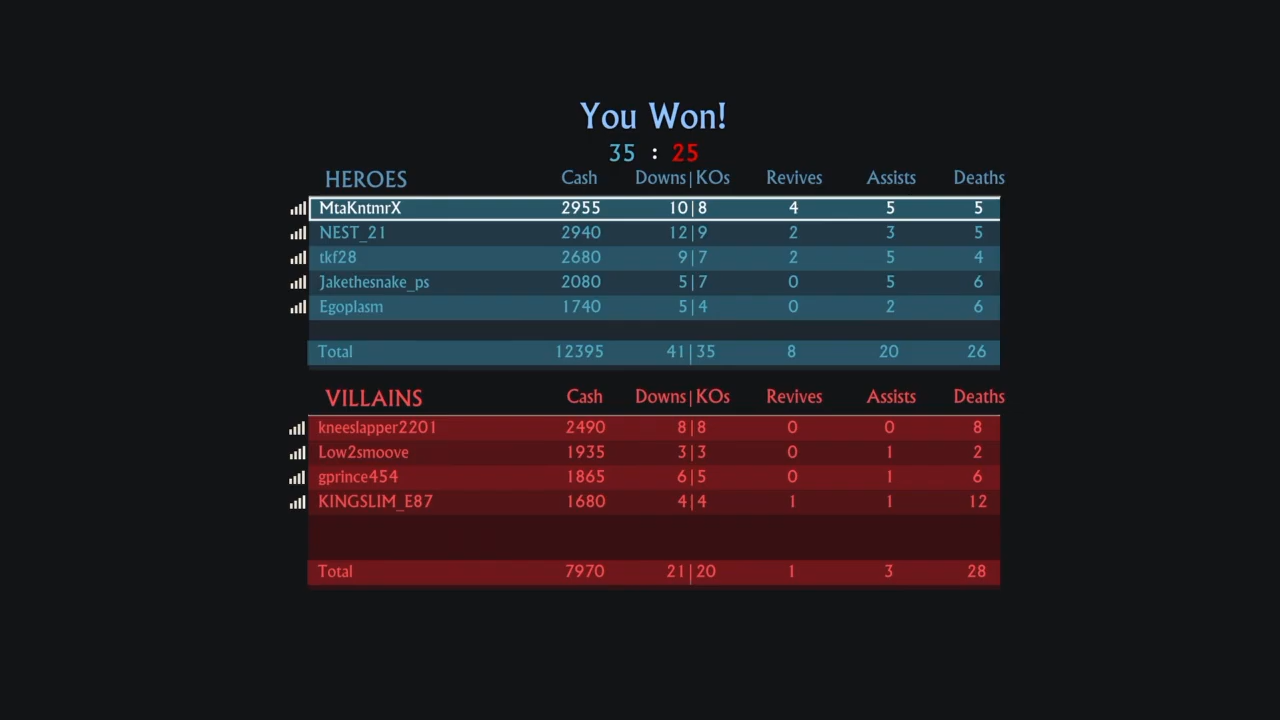 You Won!
35 : 25
HEROES Cash Downs|KOs Revives Assists Deaths
MtaKntmrX 2955 10|8 4 5 5
NEST_21 2940 12|9 2 3 5
tkf28 2680 9|7 2 5 4
Jakethesnake_ps 2080 5|7 0 5 6
Egoplasm 1740 5|4 0 2 6
Total 12395 41|35 8 20 26
VILLAINS Cash Downs|KOs Revives Assists Deaths
kneeslapper2201 2490 8|8 0 0 8
Low2smoove 1935 3|3 0 1 2
gprince454 1865 6|5 0 1 6
KINGSLIM_E87 1680 4|4 1 1 12
Total 7970 21|20 1 3 28